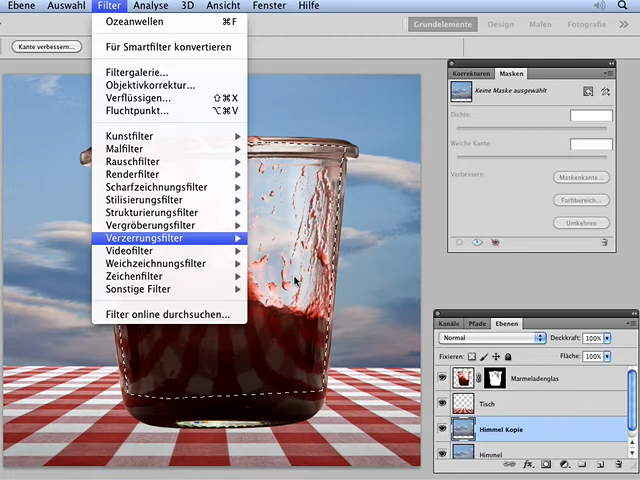 Ebene Auswahl Filter Analyse 3D Ansicht Fenster Hilfe
Ozeanwellen ⌘F
Für Smartfilter konvertieren
Filtergalerie...
Objektivkorrektur...
Verflüssigen... ⇧⌘X
Fluchtpunkt... ⌥⌘V
Kunstfilter
Malfilter
Rauschfilter
Renderfilter
Scharfzeichnungsfilter
Stilisierungsfilter
Strukturierungsfilter
Vergröberungsfilter
Verzerrungsfilter
Videofilter
Weichzeichnungsfilter
Zeichenfilter
Sonstige Filter
Filter online durchsuchen...
Grundelemente Design Malen Fotografie
Kante verbessern...
Korrekturen Masken
Keine Maske ausgewählt
Dichte:
Weiche Kante:
Verbessern: Maskenkante...
Farbbereich...
Umkehren
Kanäle Pfade Ebenen
Normal Deckkraft: 100%
Fixieren: Fläche: 100%
Marmeladenglas
Tisch
Himmel Kopie
Himmel
fx